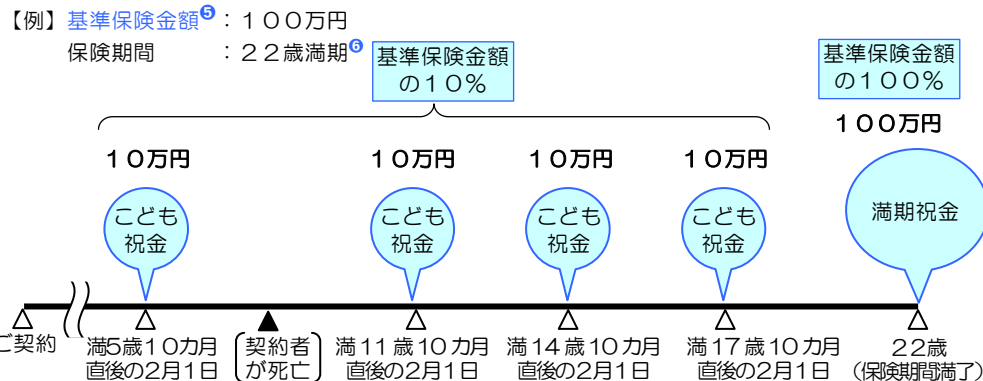 【例】基準保険金額❺：１００万円
保険期間　　：２２歳満期❻
基準保険金額
の１０％
基準保険金額
の１００％
１００万円
１０万円　１０万円　１０万円　１０万円
こども
祝金
こども
祝金
こども
祝金
こども
祝金
満期祝金
ご契約
満5歳10カ月
直後の2月1日
契約者
が死亡
満11歳10カ月
直後の2月1日
満14歳10カ月
直後の2月1日
満17歳10カ月
直後の2月1日
２２歳
（保険期間満了）